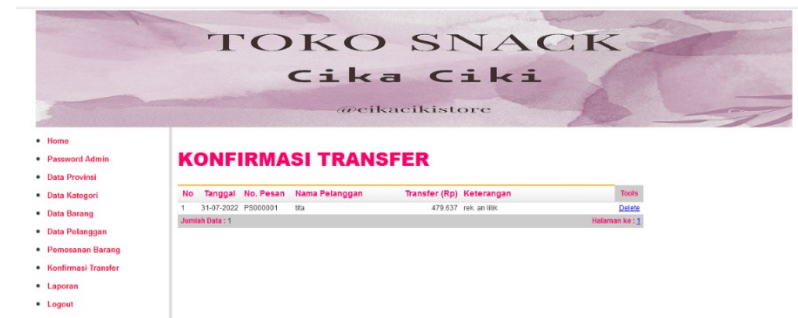 TOKO SNACK
Cika Ciki
@cikacikistore
Home
Password Admin
Data Provinsi
Data Kategori
Data Barang
Data Pelanggan
Pemesanan Barang
Konfirmasi Transfer
Laporan
Logout
KONFIRMASI TRANSFER
No Tanggal No. Pesan Nama Pelanggan Transfer (Rp) Keterangan Tools
1 31-07-2022 PS000001 tita 479.637 rek. an lilik Delete
Jumlah Data : 1 Halaman ke : 1